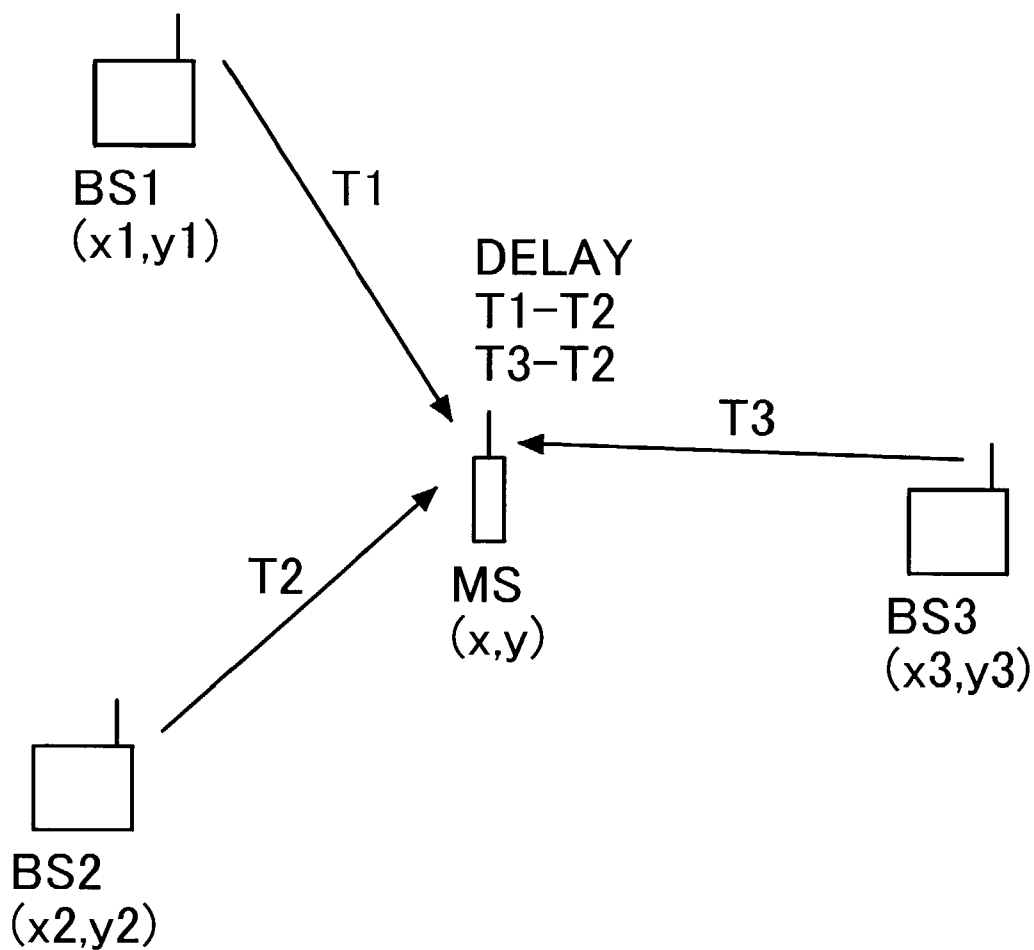 BS1
(x1,y1)
T1
DELAY
T1-T2
T3-T2
T3
T2
MS
(x,y)
BS3
(x3,y3)
BS2
(x2,y2)